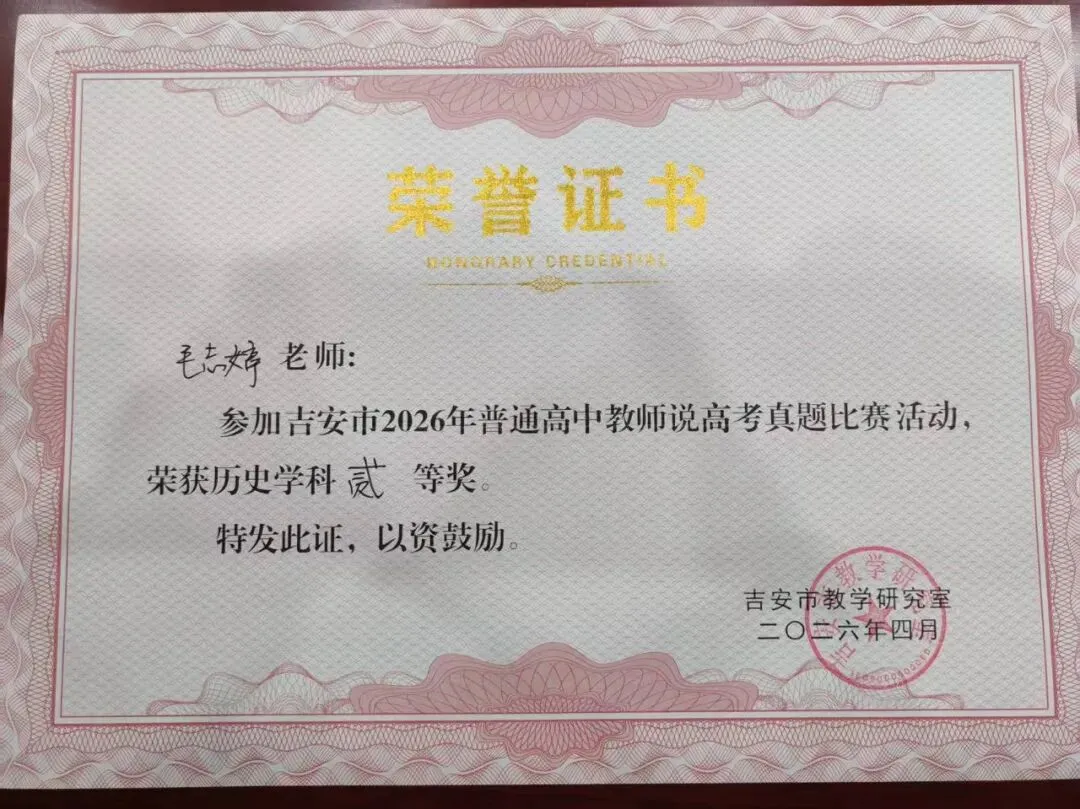 荣誉证书
HONORARY CREDENTIAL
毛志婷 老师:
参加吉安市2026年普通高中教师说高考真题比赛活动,
荣获历史学科 贰 等奖。
特发此证, 以资鼓励。
吉安市教学研究室
二〇二六年四月